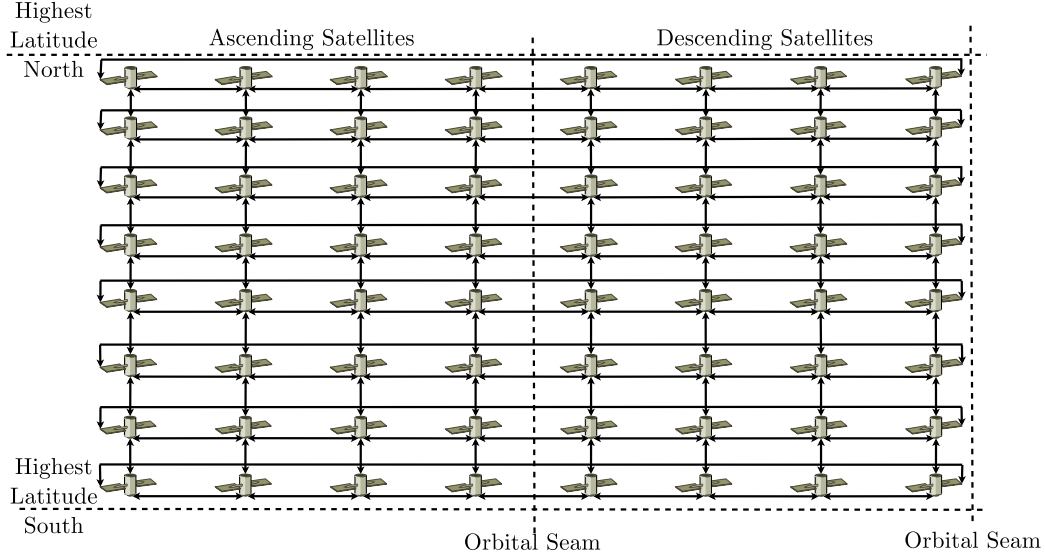 Highest
Latitude
North
Ascending Satellites
Descending Satellites
Highest
Latitude
South
Orbital Seam
Orbital Seam